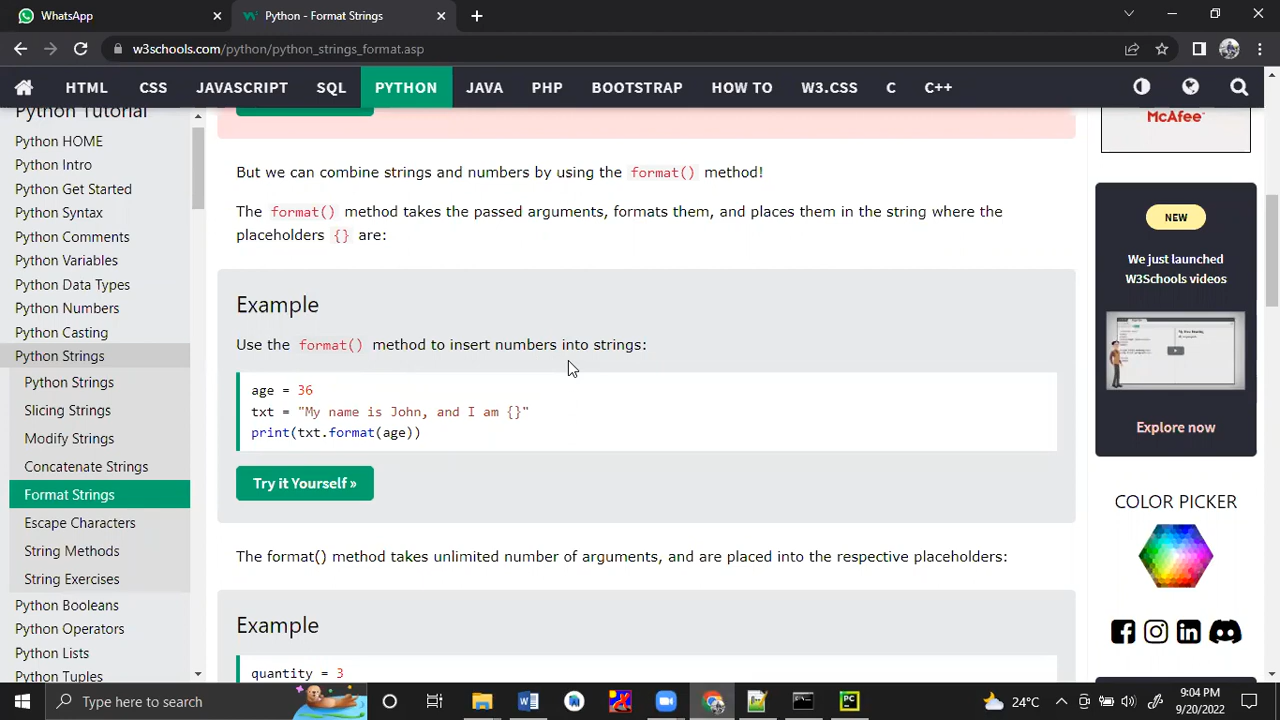 WhatsApp
Python - Format Strings
w3schools.com/python/python_strings_format.asp
HTML CSS JAVASCRIPT SQL PYTHON JAVA PHP BOOTSTRAP HOW TO W3.CSS C C++
Python Tutorial
Python HOME
Python Intro
Python Get Started
Python Syntax
Python Comments
Python Variables
Python Data Types
Python Numbers
Python Casting
Python Strings
Python Strings
Slicing Strings
Modify Strings
Concatenate Strings
Format Strings
Escape Characters
String Methods
String Exercises
Python Booleans
Python Operators
Python Lists
Python Tuples
But we can combine strings and numbers by using the format() method!
The format() method takes the passed arguments, formats them, and places them in the string where the
placeholders {} are:
Example
Use the format() method to insert numbers into strings:
age = 36
txt = "My name is John, and I am {}"
print(txt.format(age))
Try it Yourself »
The format() method takes unlimited number of arguments, and are placed into the respective placeholders:
Example
quantity = 3
McAfee
NEW
We just launched
W3Schools videos
Explore now
COLOR PICKER
Type here to search
24°C
9:04 PM
9/20/2022